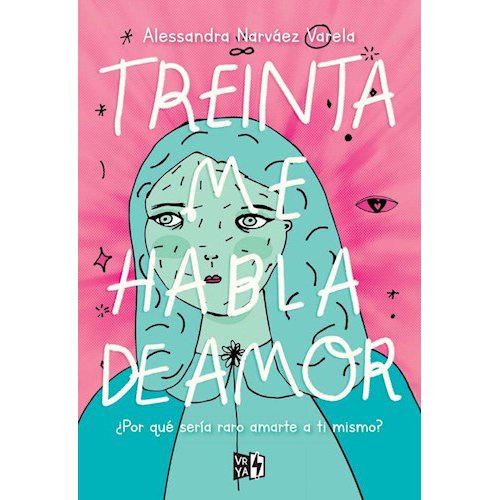 Alessandra Narváez Varela
TREINTA
ME
HABLA
DE AMOR
¿Por qué sería raro amarte a ti mismo?
VR
YA